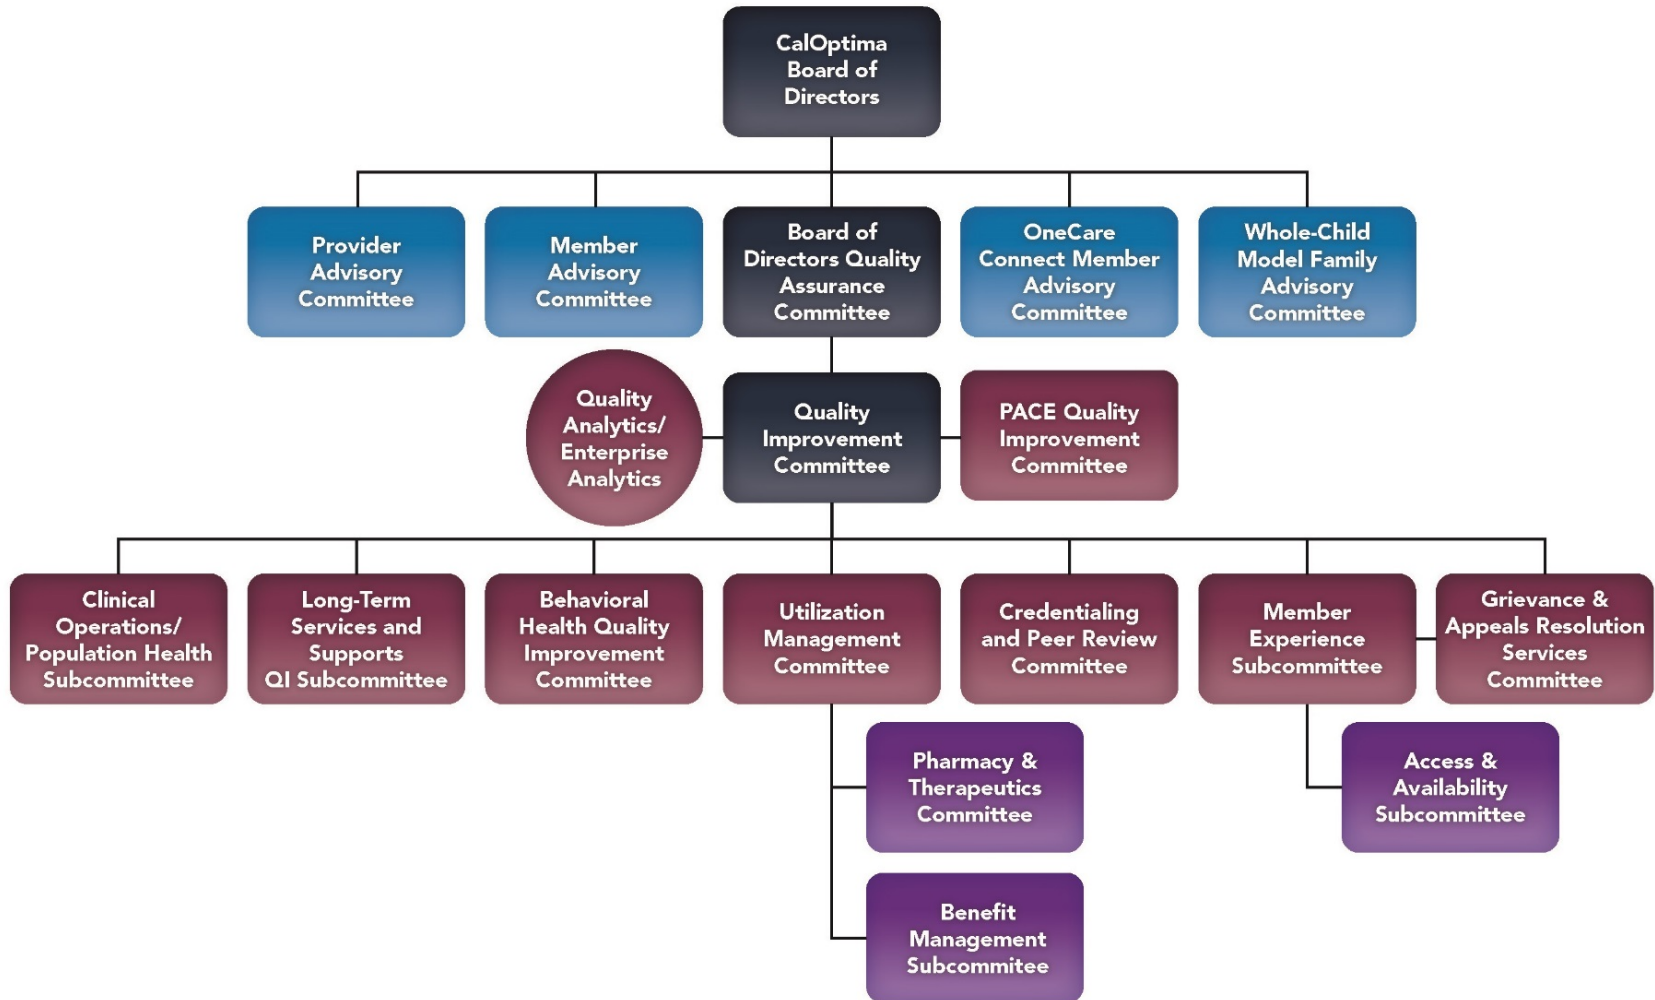 CalOptima
Board of
Directors
Provider
Advisory
Committee
Member
Advisory
Committee
Board of
Directors Quality
Assurance
Committee
OneCare
Connect Member
Advisory
Committee
Whole-Child
Model Family
Advisory
Committee
Quality
Analytics/
Enterprise
Analytics
Quality
Improvement
Committee
PACE Quality
Improvement
Committee
Clinical
Operations/
Population Health
Subcommittee
Long-Term
Services and
Supports
QI Subcommittee
Behavioral
Health Quality
Improvement
Committee
Utilization
Management
Committee
Credentialing
and Peer Review
Committee
Member
Experience
Subcommittee
Grievance &
Appeals Resolution
Services
Committee
Pharmacy &
Therapeutics
Committee
Access &
Availability
Subcommittee
Benefit
Management
Subcommitee